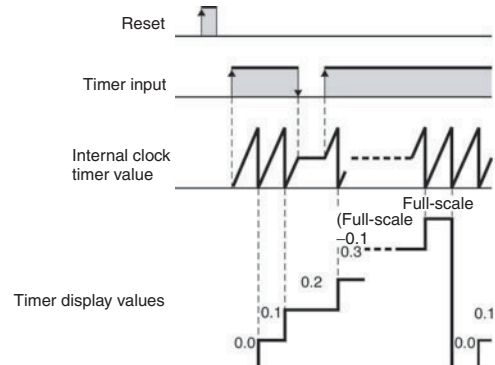 Reset
Timer input
Internal clock
timer value
Full-scale
(Full-scale
–0.1
0.3
0.2
Timer display values
0.1
0.1
0.0
0.0